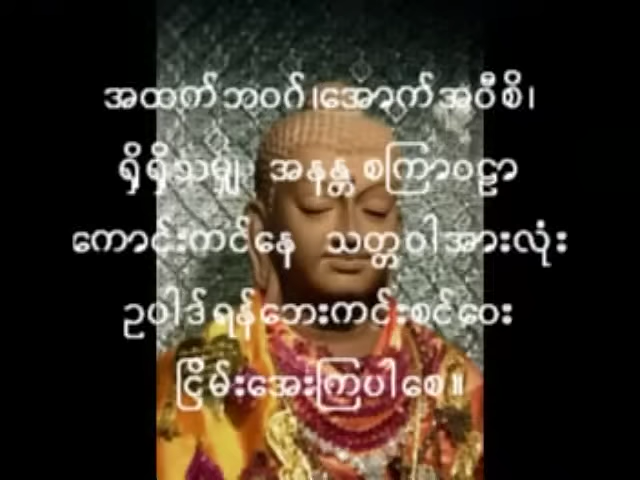 အထက်ဘဝဂ်၊အောက်အဝီစိ၊
ရှိရှိသမျှ အနန္တ စကြာဝဠာ
ကောင်းကင်နေ သတ္တဝါအားလုံး
ဥပါဒ်ရန်ဘေးကင်းစင်ဝေး
ငြိမ်းအေးကြပါစေ။